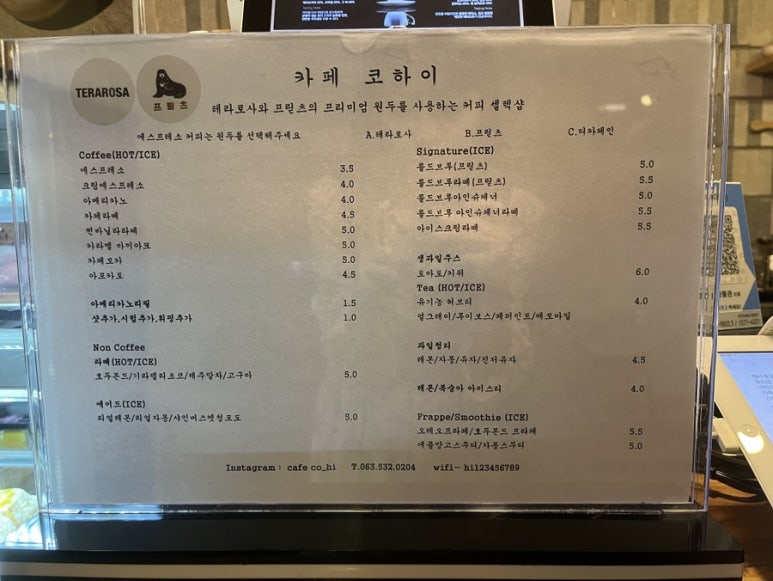 TERAROSA
프릳츠
카페 코하이
테라로사와 프릳츠의 프리미엄 원두를 사용하는 커피 셀렉샵
에스프레소 커피는 원두를 선택해주세요 A.테라로사 B.프릳츠 C.디카페인
Coffee(HOT/ICE)
에스프레소 3.5
크림에스프레소 4.0
아메리카노 4.0
카페라떼 4.5
찐바닐라라떼 5.0
카라멜 마끼아또 5.0
카페모카 5.0
아포카토 4.5
아메리카노리필 1.5
샷추가,시럽추가,휘핑추가 1.0
Non Coffee
라떼(HOT/ICE)
호두몬드/기라델리초코/제주말차/고구마 5.0
에이드(ICE)
리얼레몬/리얼자몽/샤인머스켓청포도 5.0
Signature(ICE)
콜드브루(프릳츠) 5.0
콜드브루라떼(프릳츠) 5.5
콜드브루아인슈페너 5.0
콜드브루 아인슈페너라떼 5.5
아이스크림라떼 5.5
생과일쥬스
토마토/키위 6.0
Tea (HOT/ICE)
유기농 허브티 4.0
얼그레이/루이보스/페퍼민트/캐모마일
과일청티
레몬/자몽/유자/진저유자 4.5
레몬/복숭아 아이스티 4.0
Frappe/Smoothie (ICE)
오레오프라페/호두몬드 프라페 5.5
애플망고스무디/자몽스무디 5.0
Instagram : cafe co_hi T.063.532.0204 wifi- hi123456789